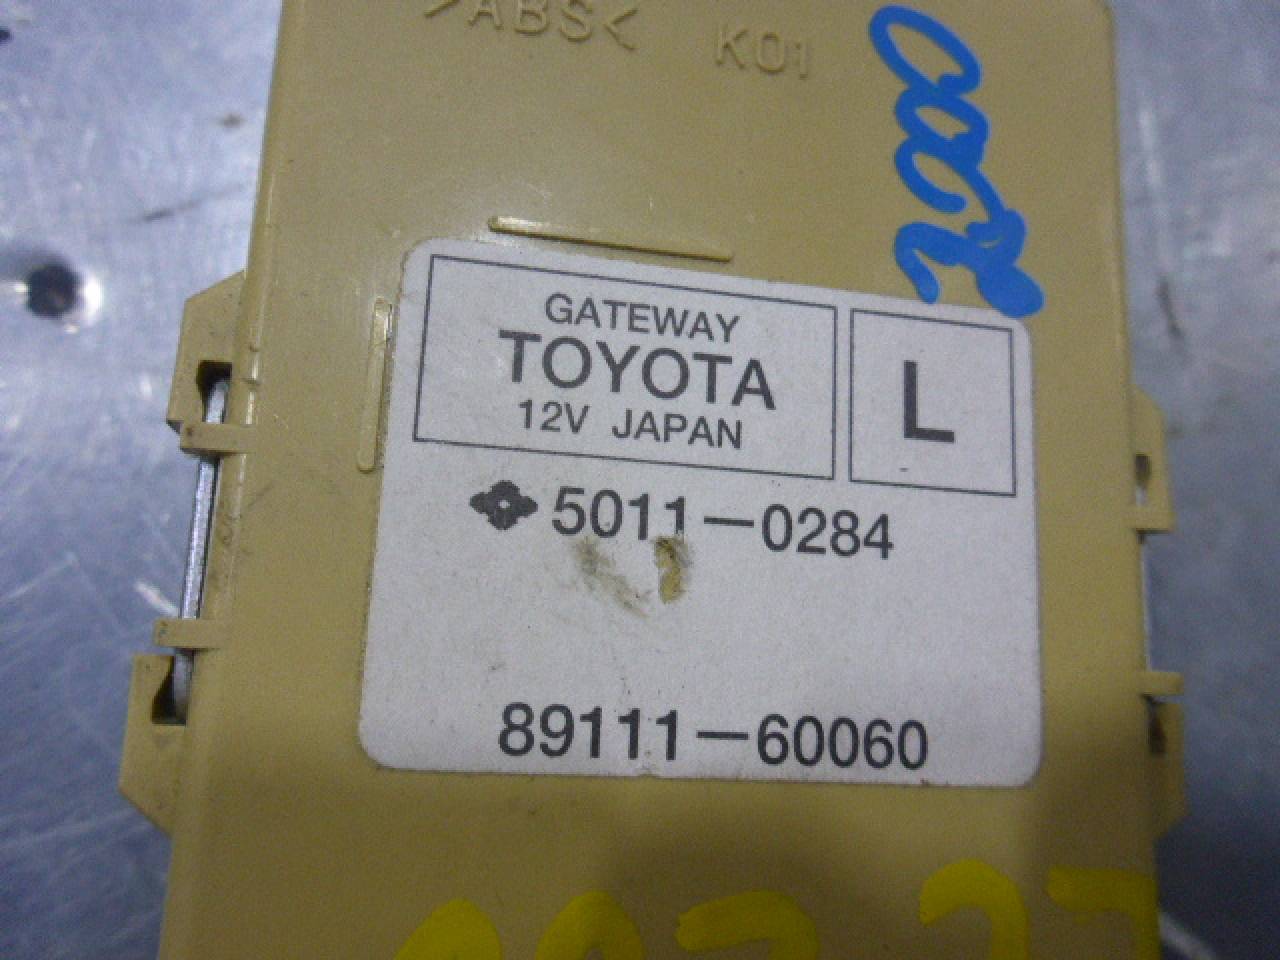 >ABS< K01
GATEWAY
TOYOTA
12V JAPAN
L
5011-0284
89111-60060